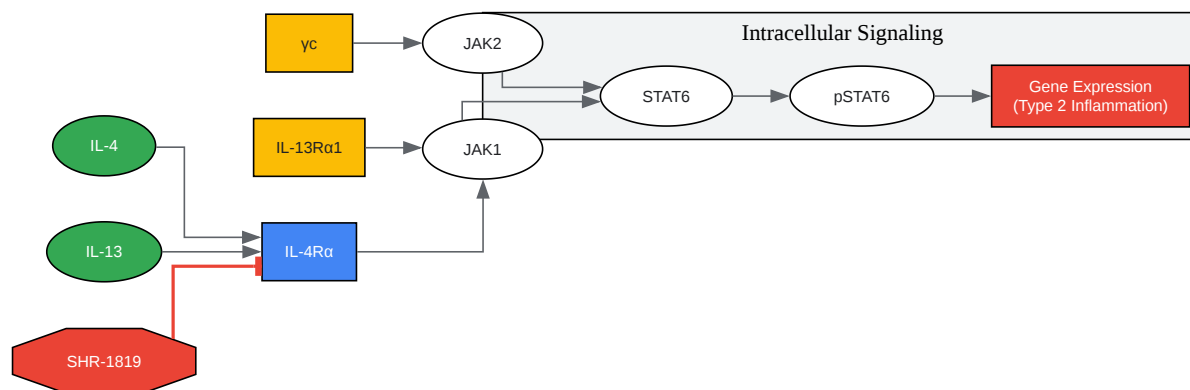 Intracellular Signaling
γc
JAK2
STAT6
pSTAT6
Gene Expression
(Type 2 Inflammation)
IL-4
IL-13Rα1
JAK1
IL-13
IL-4Rα
SHR-1819